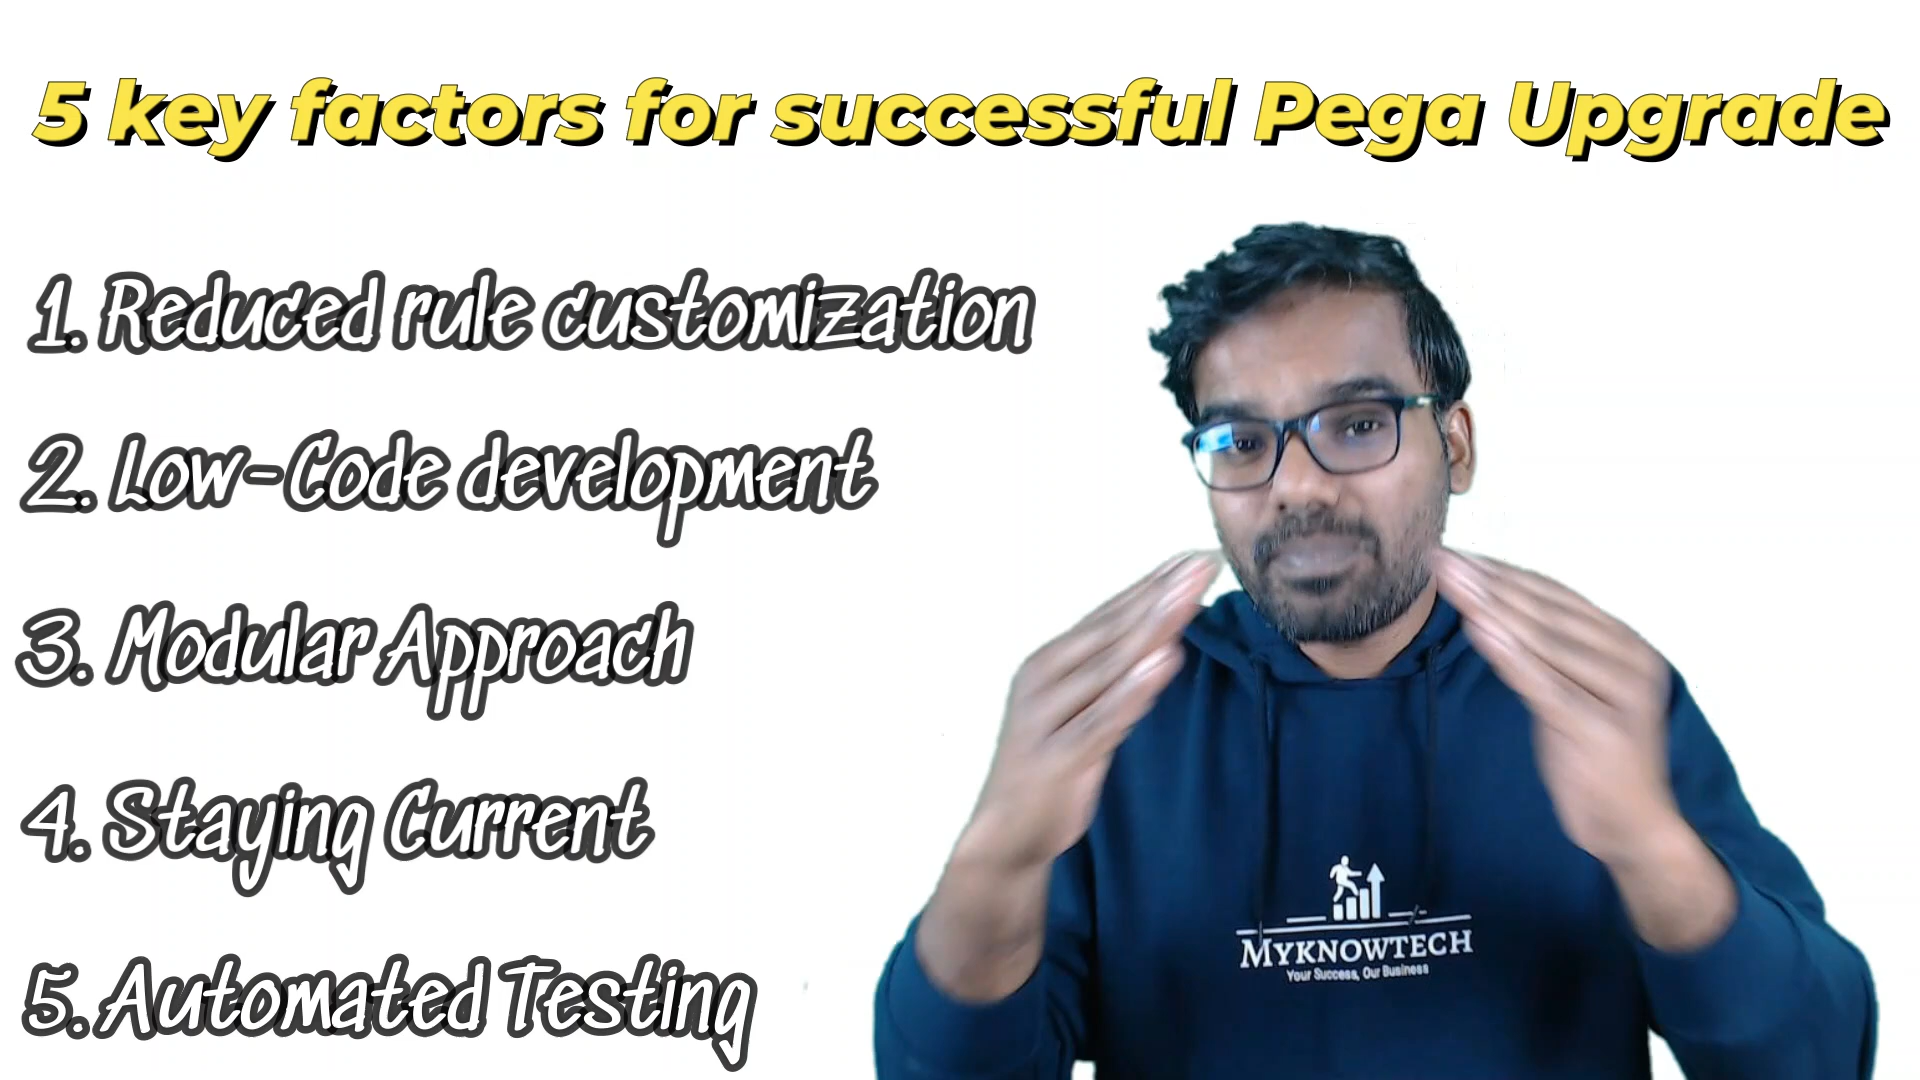 5 key factors for successful Pega Upgrade
1. Reduced rule customization
2. Low-Code development
3. Modular Approach
4. Staying Current
5. Automated Testing
MYKNOWTECH
Your Success, Our Business